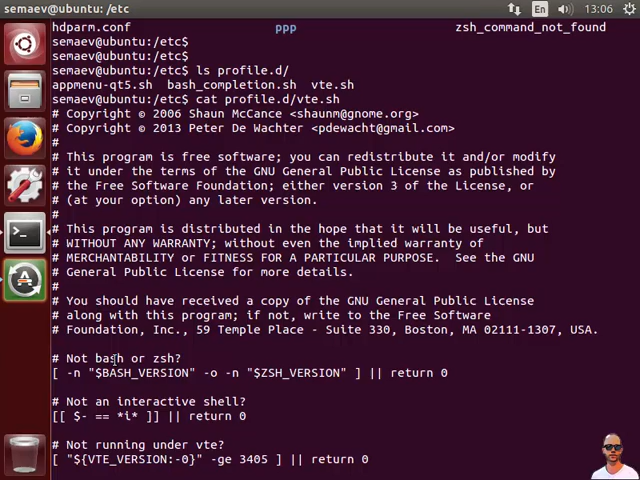 semaev@ubuntu: /etc
En
13:06
hdparm.conf ppp zsh_command_not_found
semaev@ubuntu:/etc$
semaev@ubuntu:/etc$
semaev@ubuntu:/etc$ ls profile.d/
appmenu-qt5.sh bash_completion.sh vte.sh
semaev@ubuntu:/etc$ cat profile.d/vte.sh
# Copyright © 2006 Shaun McCance <shaunm@gnome.org>
# Copyright © 2013 Peter De Wachter <pdewacht@gmail.com>
#
# This program is free software; you can redistribute it and/or modify
# it under the terms of the GNU General Public License as published by
# the Free Software Foundation; either version 3 of the License, or
# (at your option) any later version.
#
# This program is distributed in the hope that it will be useful, but
# WITHOUT ANY WARRANTY; without even the implied warranty of
# MERCHANTABILITY or FITNESS FOR A PARTICULAR PURPOSE.  See the GNU
# General Public License for more details.
#
# You should have received a copy of the GNU General Public License
# along with this program; if not, write to the Free Software
# Foundation, Inc., 59 Temple Place - Suite 330, Boston, MA 02111-1307, USA.

# Not bash or zsh?
[ -n "$BASH_VERSION" -o -n "$ZSH_VERSION" ] || return 0

# Not an interactive shell?
[[ $- == *i* ]] || return 0

# Not running under vte?
[ "${VTE_VERSION:-0}" -ge 3405 ] || return 0